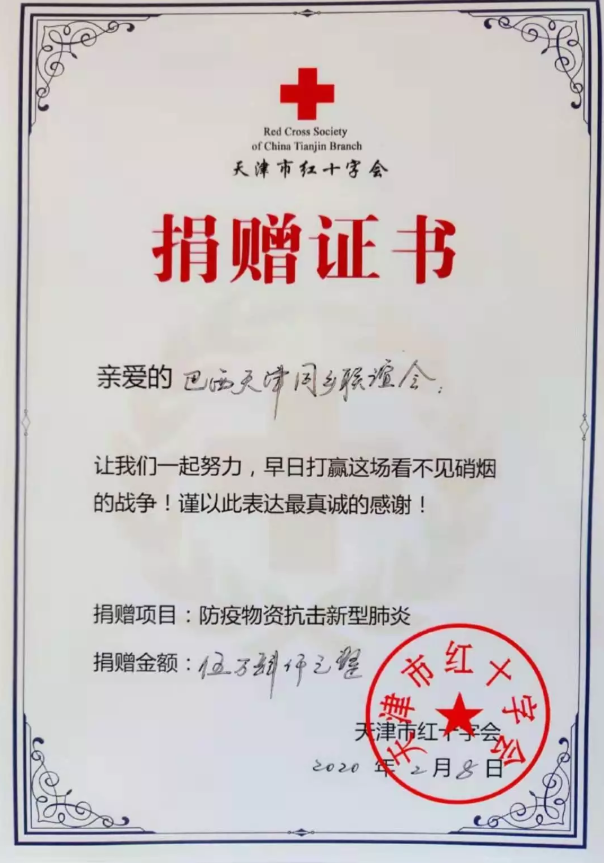 Red Cross Society
of China Tianjin Branch
天津市红十字会
捐赠证书
亲爱的 巴西天津同乡联谊会：
让我们一起努力，早日打赢这场看不见硝烟
的战争！谨以此表达最真诚的感谢！
捐赠项目：防疫物资抗击新型肺炎
捐赠金额：伍万肆仟元整
天津市红十字会
天津市红十字会
2020 年 2 月 8 日